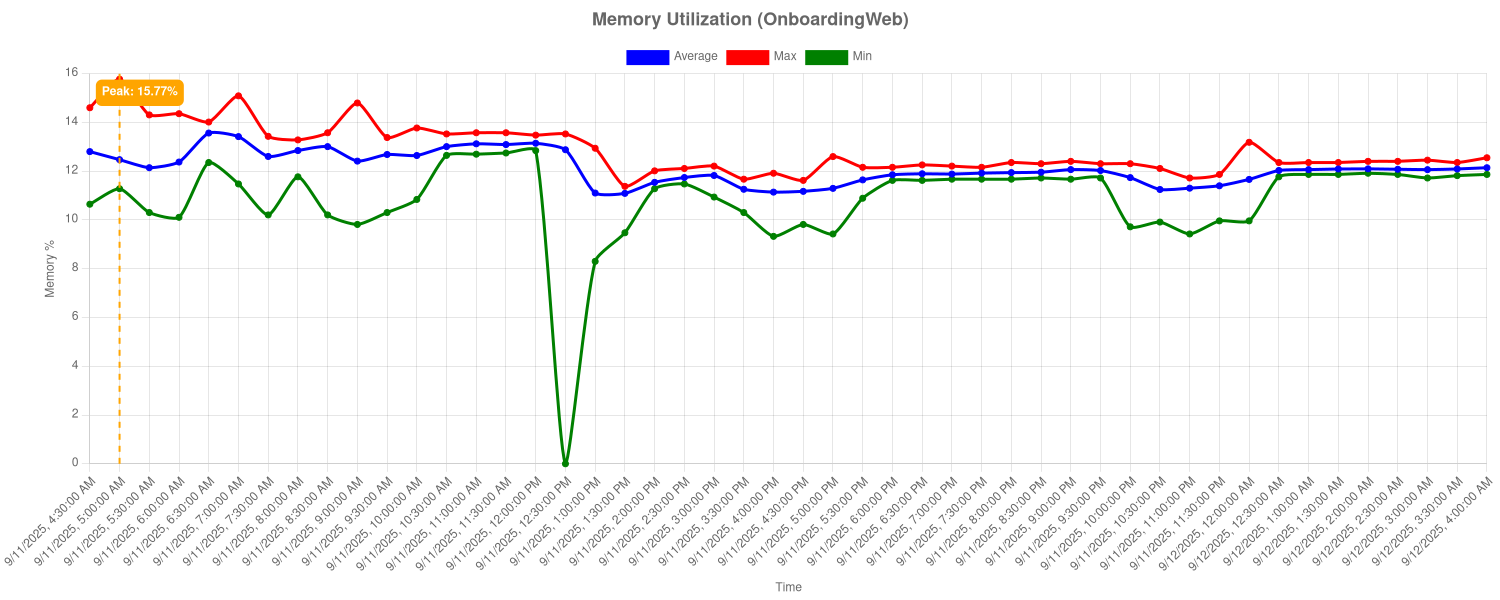 Memory Utilization (OnboardingWeb)
Average Max Min
Peak: 15.77%
16
14
12
10
8
6
4
2
0
Memory %
9/11/2025, 4:30:00 AM
9/11/2025, 5:00:00 AM
9/11/2025, 5:30:00 AM
9/11/2025, 6:00:00 AM
9/11/2025, 6:30:00 AM
9/11/2025, 7:00:00 AM
9/11/2025, 7:30:00 AM
9/11/2025, 8:00:00 AM
9/11/2025, 8:30:00 AM
9/11/2025, 9:00:00 AM
9/11/2025, 9:30:00 AM
9/11/2025, 10:00:00 AM
9/11/2025, 10:30:00 AM
9/11/2025, 11:00:00 AM
9/11/2025, 11:30:00 AM
9/11/2025, 12:00:00 PM
9/11/2025, 12:30:00 PM
9/11/2025, 1:00:00 PM
9/11/2025, 1:30:00 PM
9/11/2025, 2:00:00 PM
9/11/2025, 2:30:00 PM
9/11/2025, 3:00:00 PM
9/11/2025, 3:30:00 PM
9/11/2025, 4:00:00 PM
9/11/2025, 4:30:00 PM
9/11/2025, 5:00:00 PM
9/11/2025, 5:30:00 PM
9/11/2025, 6:00:00 PM
9/11/2025, 6:30:00 PM
9/11/2025, 7:00:00 PM
9/11/2025, 7:30:00 PM
9/11/2025, 8:00:00 PM
9/11/2025, 8:30:00 PM
9/11/2025, 9:00:00 PM
9/11/2025, 9:30:00 PM
9/11/2025, 10:00:00 PM
9/11/2025, 10:30:00 PM
9/11/2025, 11:00:00 PM
9/11/2025, 11:30:00 PM
9/12/2025, 12:00:00 AM
9/12/2025, 12:30:00 AM
9/12/2025, 1:00:00 AM
9/12/2025, 1:30:00 AM
9/12/2025, 2:00:00 AM
9/12/2025, 2:30:00 AM
9/12/2025, 3:00:00 AM
9/12/2025, 3:30:00 AM
9/12/2025, 4:00:00 AM
Time